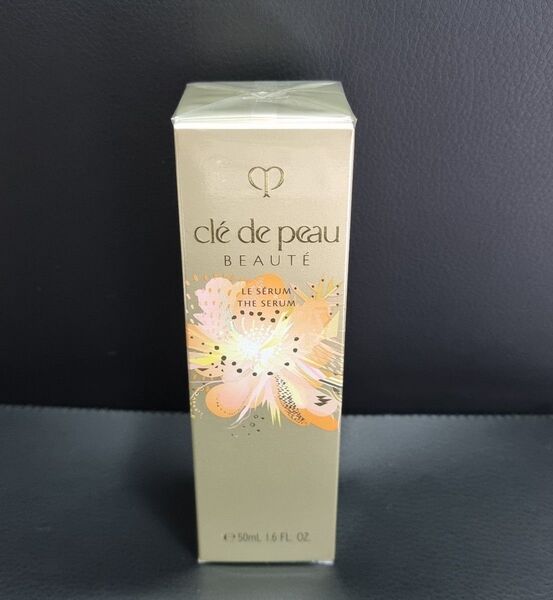 clé de peau
BEAUTÉ
LE SÉRUM
THE SERUM
℮ 50mL 1.6 FL. OZ.